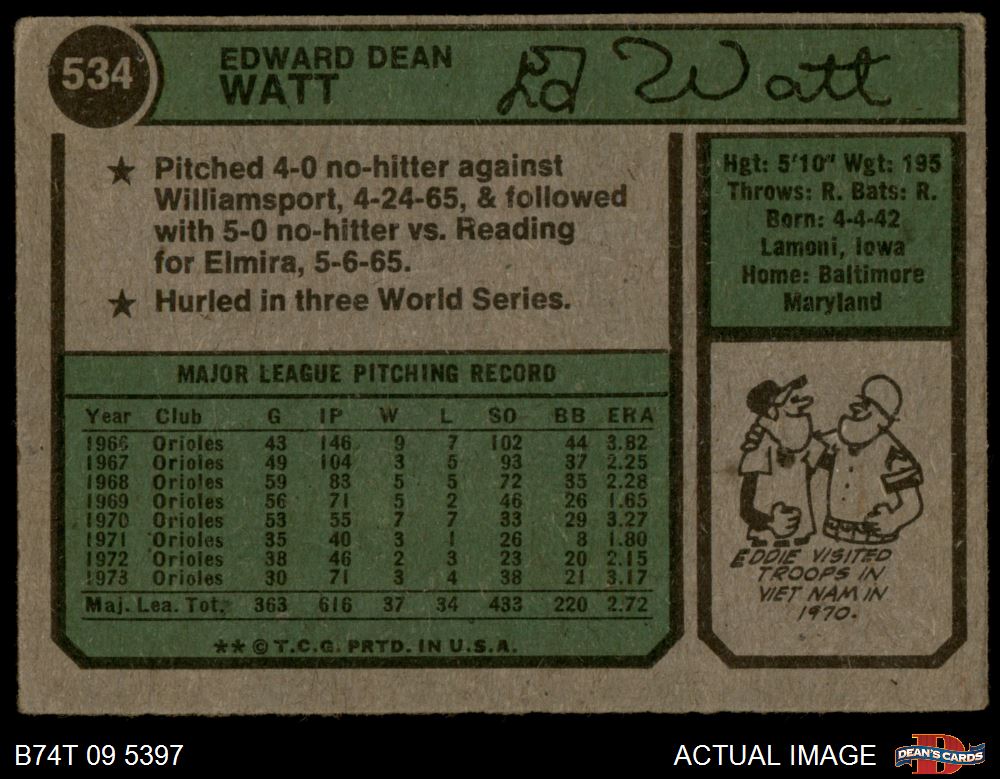 534
EDWARD DEAN
WATT
Ed Watt
★ Pitched 4-0 no-hitter against
Williamsport, 4-24-65, & followed
with 5-0 no-hitter vs. Reading
for Elmira, 5-6-65.
★ Hurled in three World Series.
Hgt: 5'10" Wgt: 195
Throws: R. Bats: R.
Born: 4-4-42
Lamoni, Iowa
Home: Baltimore
Maryland
MAJOR LEAGUE PITCHING RECORD
Year Club G IP W L SO BB ERA
1966 Orioles 43 146 9 7 102 44 3.82
1967 Orioles 49 104 3 5 93 37 2.25
1968 Orioles 59 83 5 5 72 35 2.28
1969 Orioles 56 71 5 2 46 26 1.65
1970 Orioles 53 55 7 7 33 29 3.27
1971 Orioles 35 40 3 1 26 8 1.80
1972 Orioles 38 46 2 3 23 20 2.15
1973 Orioles 30 71 3 4 38 21 3.17
Maj. Lea. Tot. 363 616 37 34 433 220 2.72
** © T.C.G. PRTD. IN U.S.A.
EDDIE VISITED
TROOPS IN
VIET NAM IN
1970.
B74T 09 5397
ACTUAL IMAGE
DEAN'S CARDS